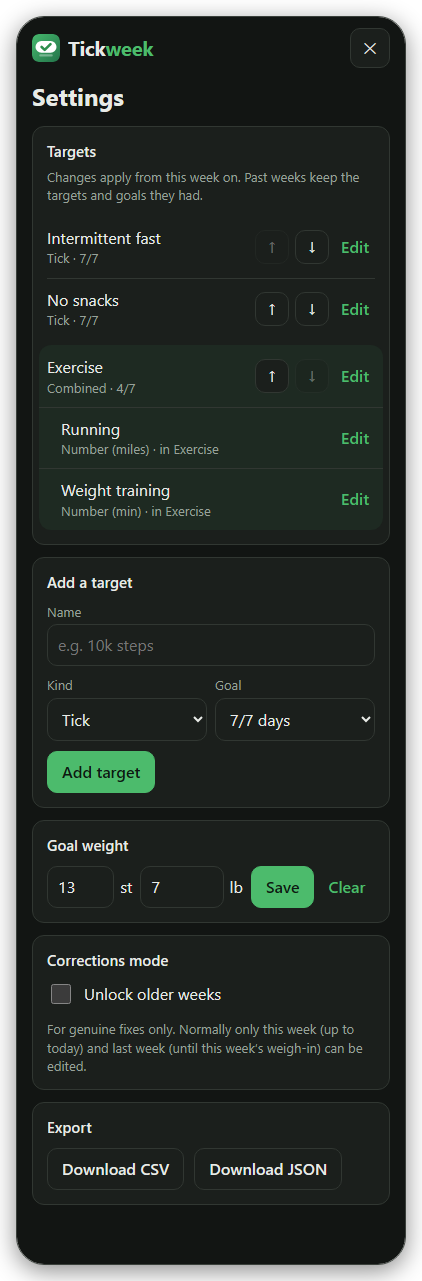 Tickweek
Settings
Targets
Changes apply from this week on. Past weeks keep the
targets and goals they had.
Intermittent fast
Tick · 7/7
↑ ↓ Edit
No snacks
Tick · 7/7
↑ ↓ Edit
Exercise
Combined · 4/7
↑ ↓ Edit
Running
Number (miles) · in Exercise
Edit
Weight training
Number (min) · in Exercise
Edit
Add a target
Name
e.g. 10k steps
Kind Goal
Tick 7/7 days
Add target
Goal weight
13 st 7 lb Save Clear
Corrections mode
Unlock older weeks
For genuine fixes only. Normally only this week (up to
today) and last week (until this week's weigh-in) can be
edited.
Export
Download CSV Download JSON